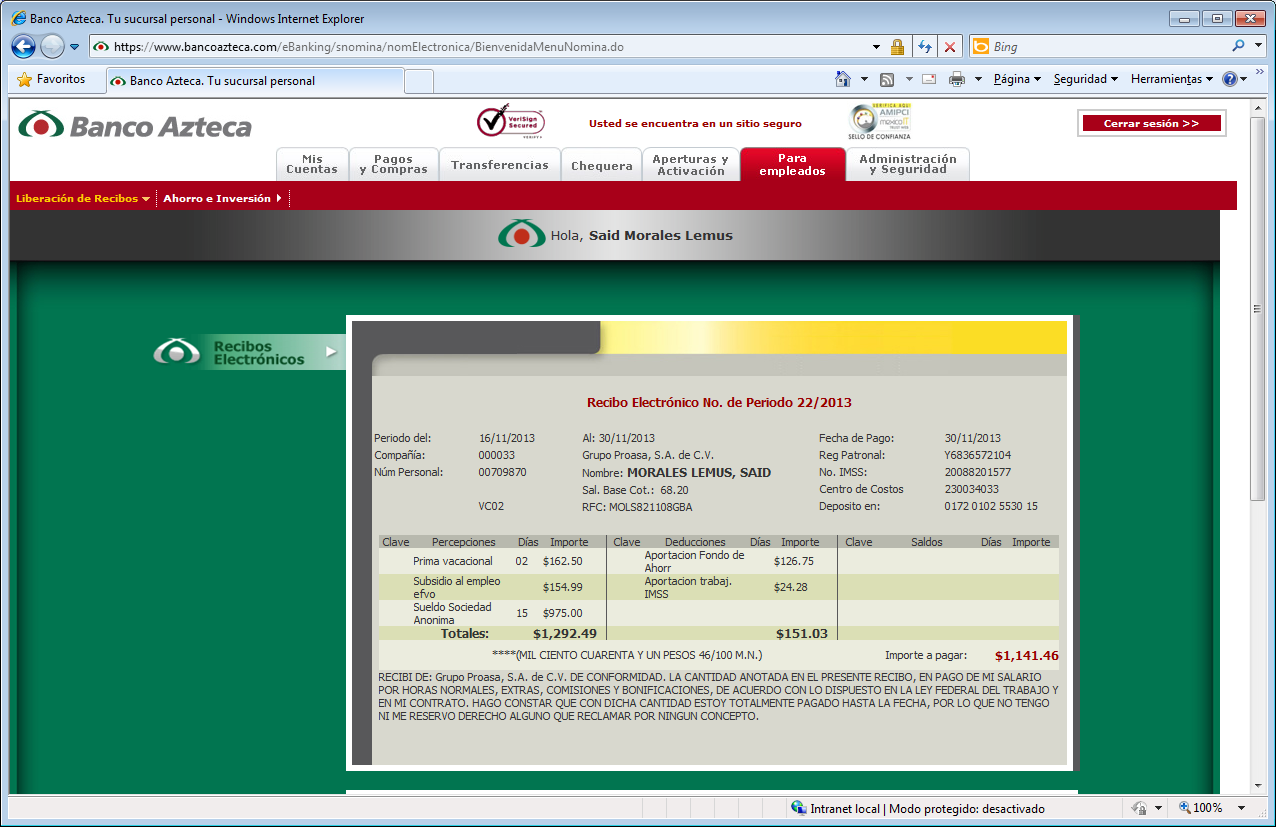 Banco Azteca. Tu sucursal personal - Windows Internet Explorer
https://www.bancoazteca.com/eBanking/snomina/nomElectronica/BienvenidaMenuNomina.do
Bing
Favoritos
Banco Azteca. Tu sucursal personal
Página
Seguridad
Herramientas
Banco Azteca
VeriSign Secured
VERIFY
Usted se encuentra en un sitio seguro
VERIFICA AQUI
AMIPCI
SELLO DE CONFIANZA
Cerrar sesión >>
Mis Cuentas
Pagos y Compras
Transferencias
Chequera
Aperturas y Activación
Para empleados
Administración y Seguridad
Liberación de Recibos
Ahorro e Inversión
Hola, Said Morales Lemus
Recibos Electrónicos
Recibo Electrónico No. de Periodo 22/2013
Periodo del: 16/11/2013 Al: 30/11/2013 Fecha de Pago: 30/11/2013
Compañía: 000033 Grupo Proasa, S.A. de C.V. Reg Patronal: Y6836572104
Núm Personal: 00709870 Nombre: MORALES LEMUS, SAID No. IMSS: 20088201577
Sal. Base Cot.: 68.20 Centro de Costos 230034033
VC02 RFC: MOLS821108GBA Deposito en: 0172 0102 5530 15
Clave Percepciones Días Importe Clave Deducciones Días Importe Clave Saldos Días Importe
Prima vacacional 02 $162.50 Aportacion Fondo de Ahorr $126.75
Subsidio al empleo efvo $154.99 Aportacion trabaj. IMSS $24.28
Sueldo Sociedad Anonima 15 $975.00
Totales: $1,292.49 $151.03
****(MIL CIENTO CUARENTA Y UN PESOS 46/100 M.N.) Importe a pagar: $1,141.46
RECIBI DE: Grupo Proasa, S.A. de C.V. DE CONFORMIDAD. LA CANTIDAD ANOTADA EN EL PRESENTE RECIBO, EN PAGO DE MI SALARIO
POR HORAS NORMALES, EXTRAS, COMISIONES Y BONIFICACIONES, DE ACUERDO CON LO DISPUESTO EN LA LEY FEDERAL DEL TRABAJO Y
EN MI CONTRATO. HAGO CONSTAR QUE CON DICHA CANTIDAD ESTOY TOTALMENTE PAGADO HASTA LA FECHA, POR LO QUE NO TENGO
NI ME RESERVO DERECHO ALGUNO QUE RECLAMAR POR NINGUN CONCEPTO.
Intranet local | Modo protegido: desactivado
100%